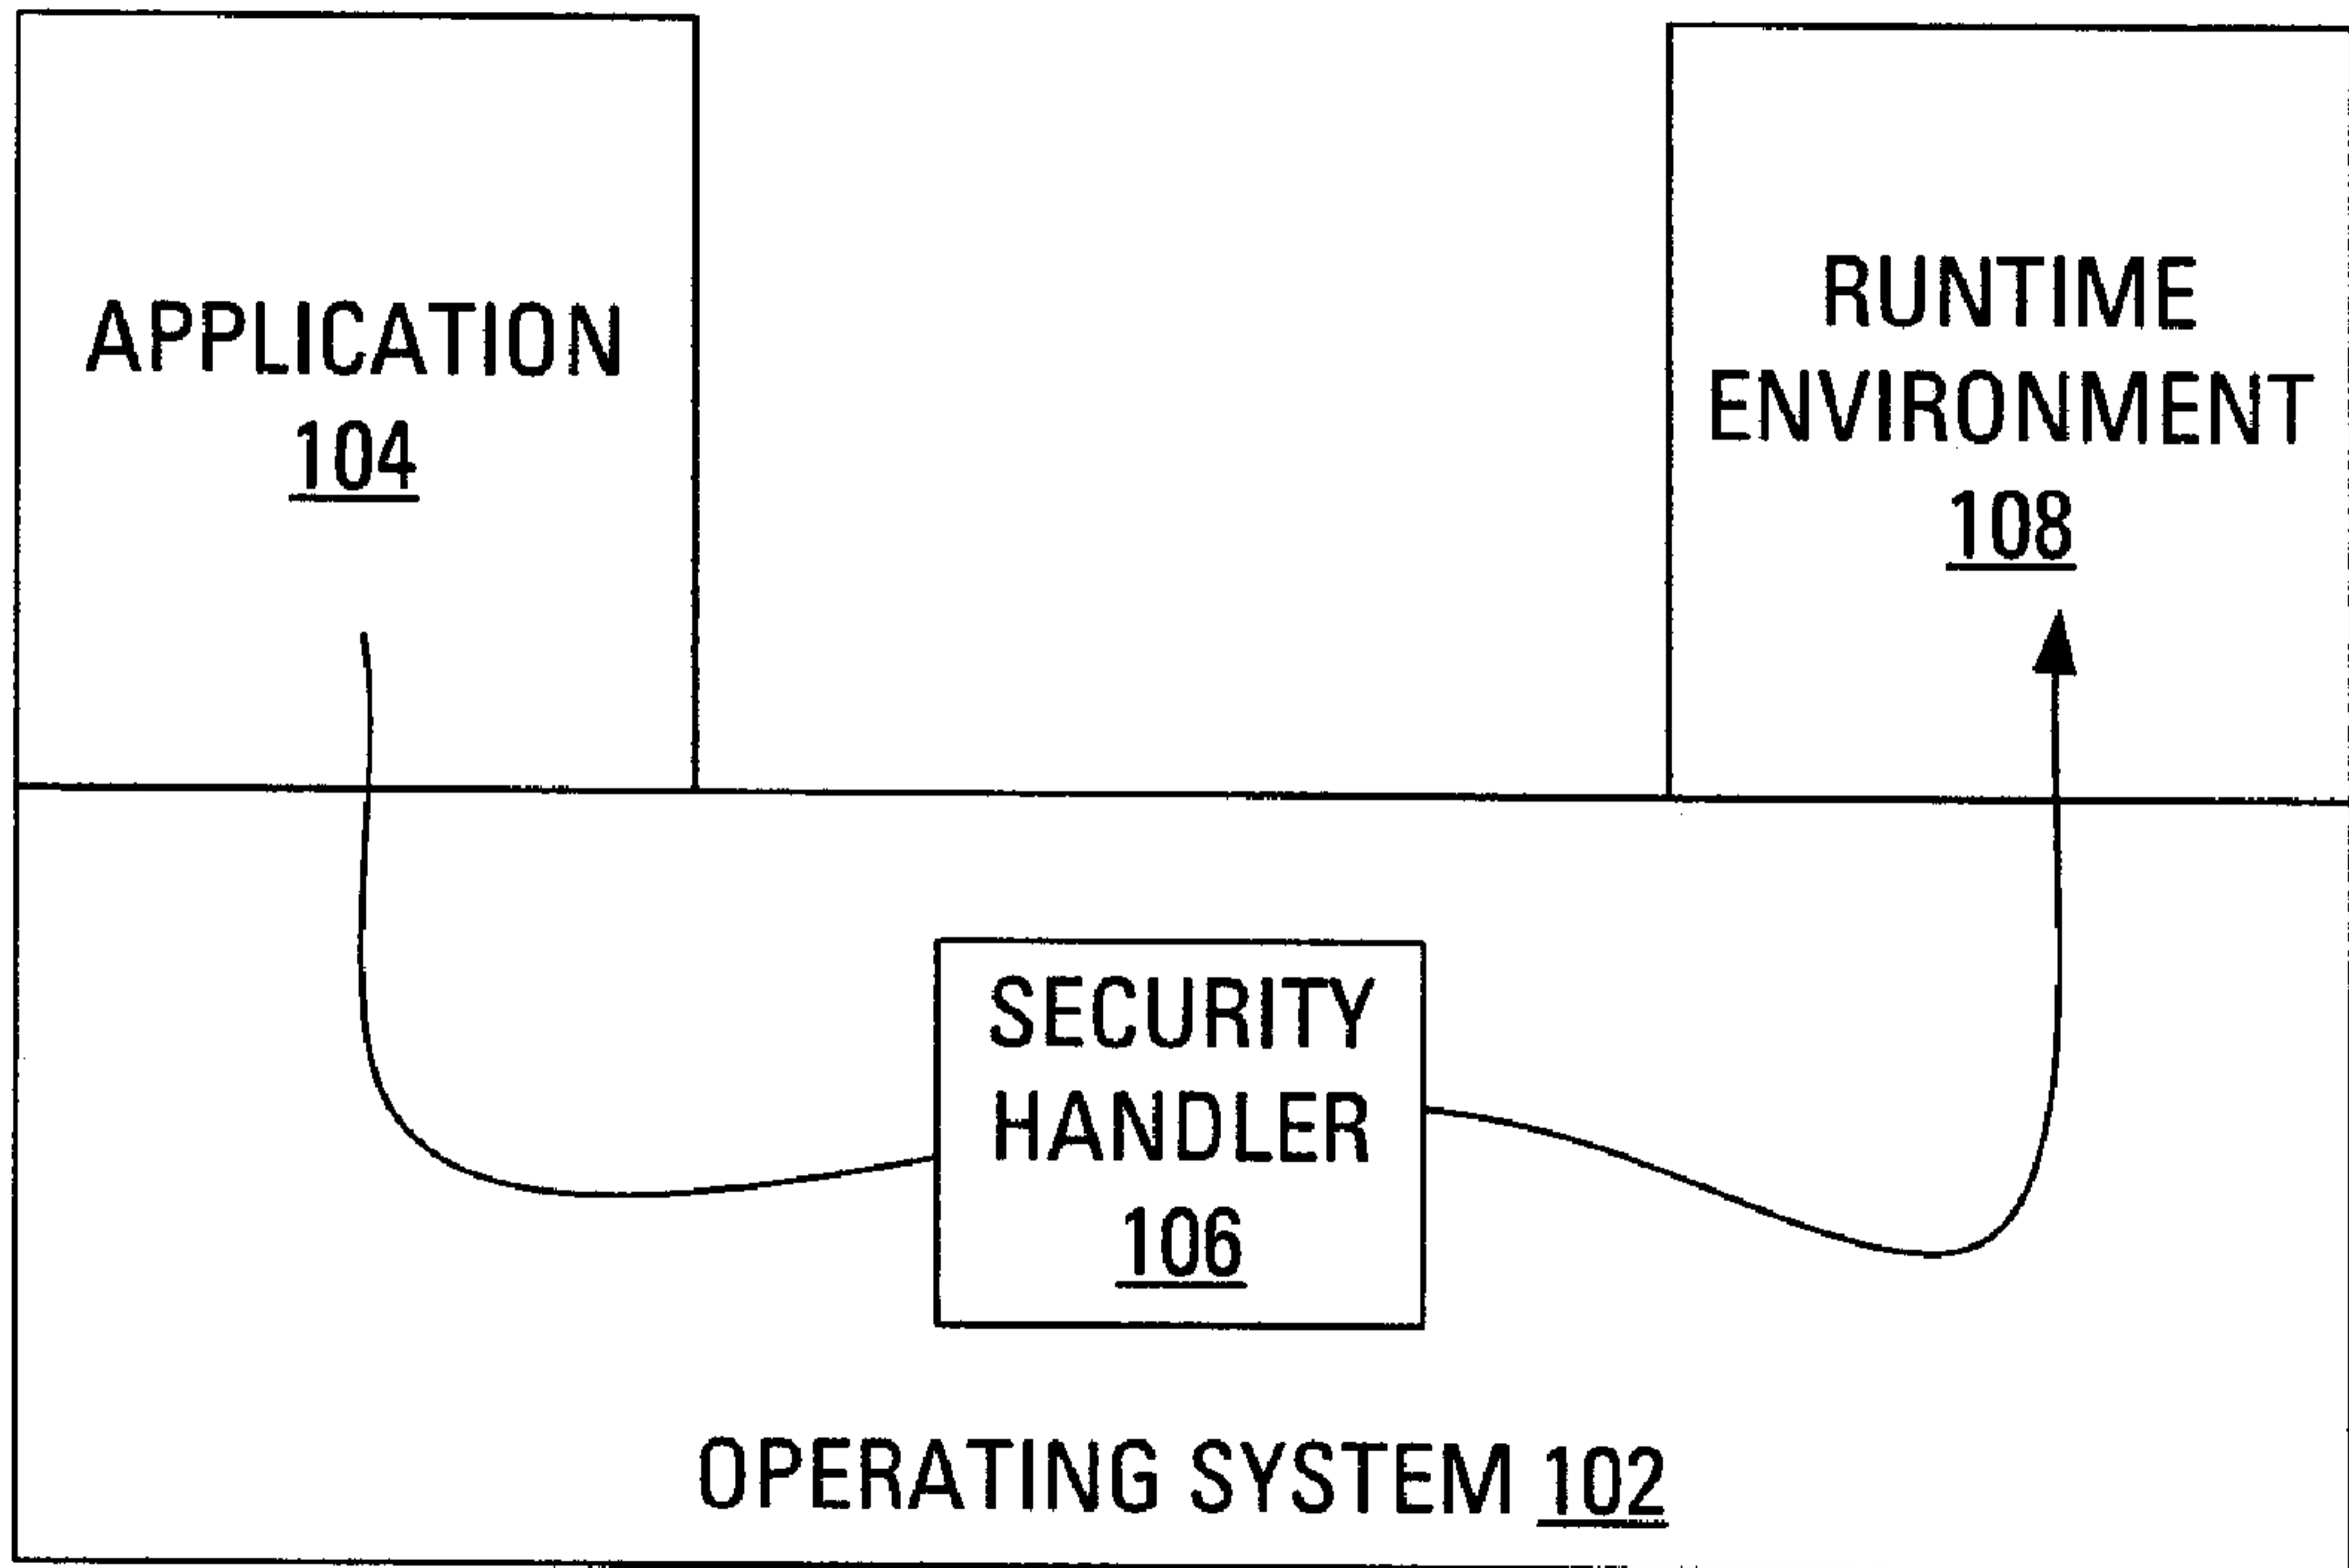 APPLICATION
104
RUNTIME
ENVIRONMENT
108
SECURITY
HANDLER
106
OPERATING SYSTEM 102